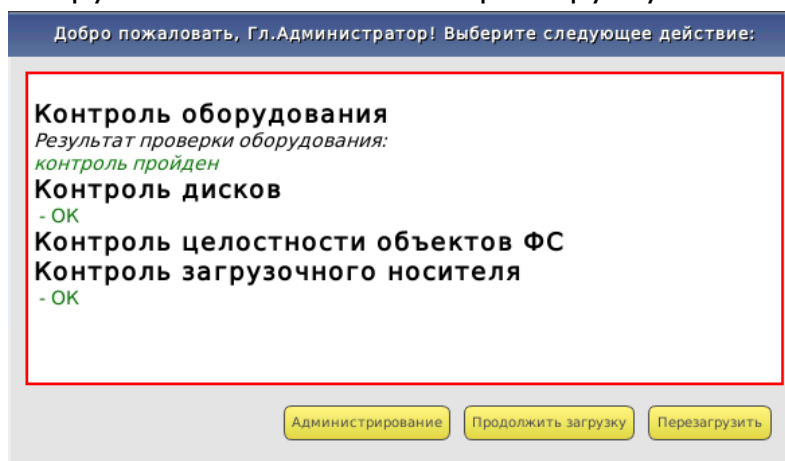 Добро пожаловать, Гл.Администратор! Выберите следующее действие:
Контроль оборудования
Результат проверки оборудования:
контроль пройден
Контроль дисков
- OK
Контроль целостности объектов ФС
Контроль загрузочного носителя
- OK
Администрирование Продолжить загрузку Перезагрузить